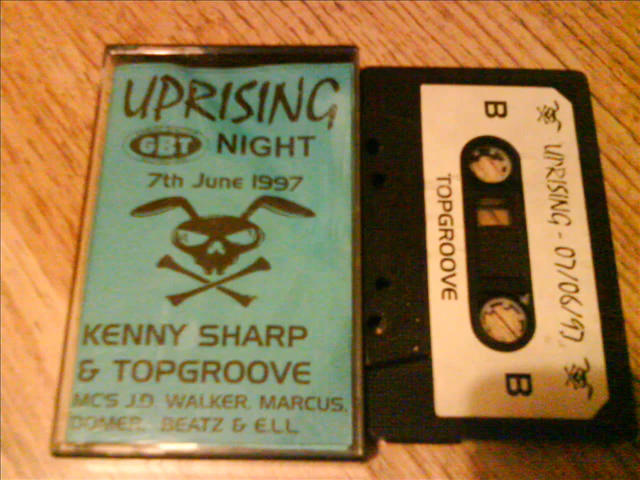 UPRISING
GBT NIGHT
7th June 1997
KENNY SHARP
& TOPGROOVE
MC'S J.D. WALKER, MARCUS,
DOMER, BEATZ & E.L.L.
B
UPRISING - 07/06/97
TOPGROOVE
B